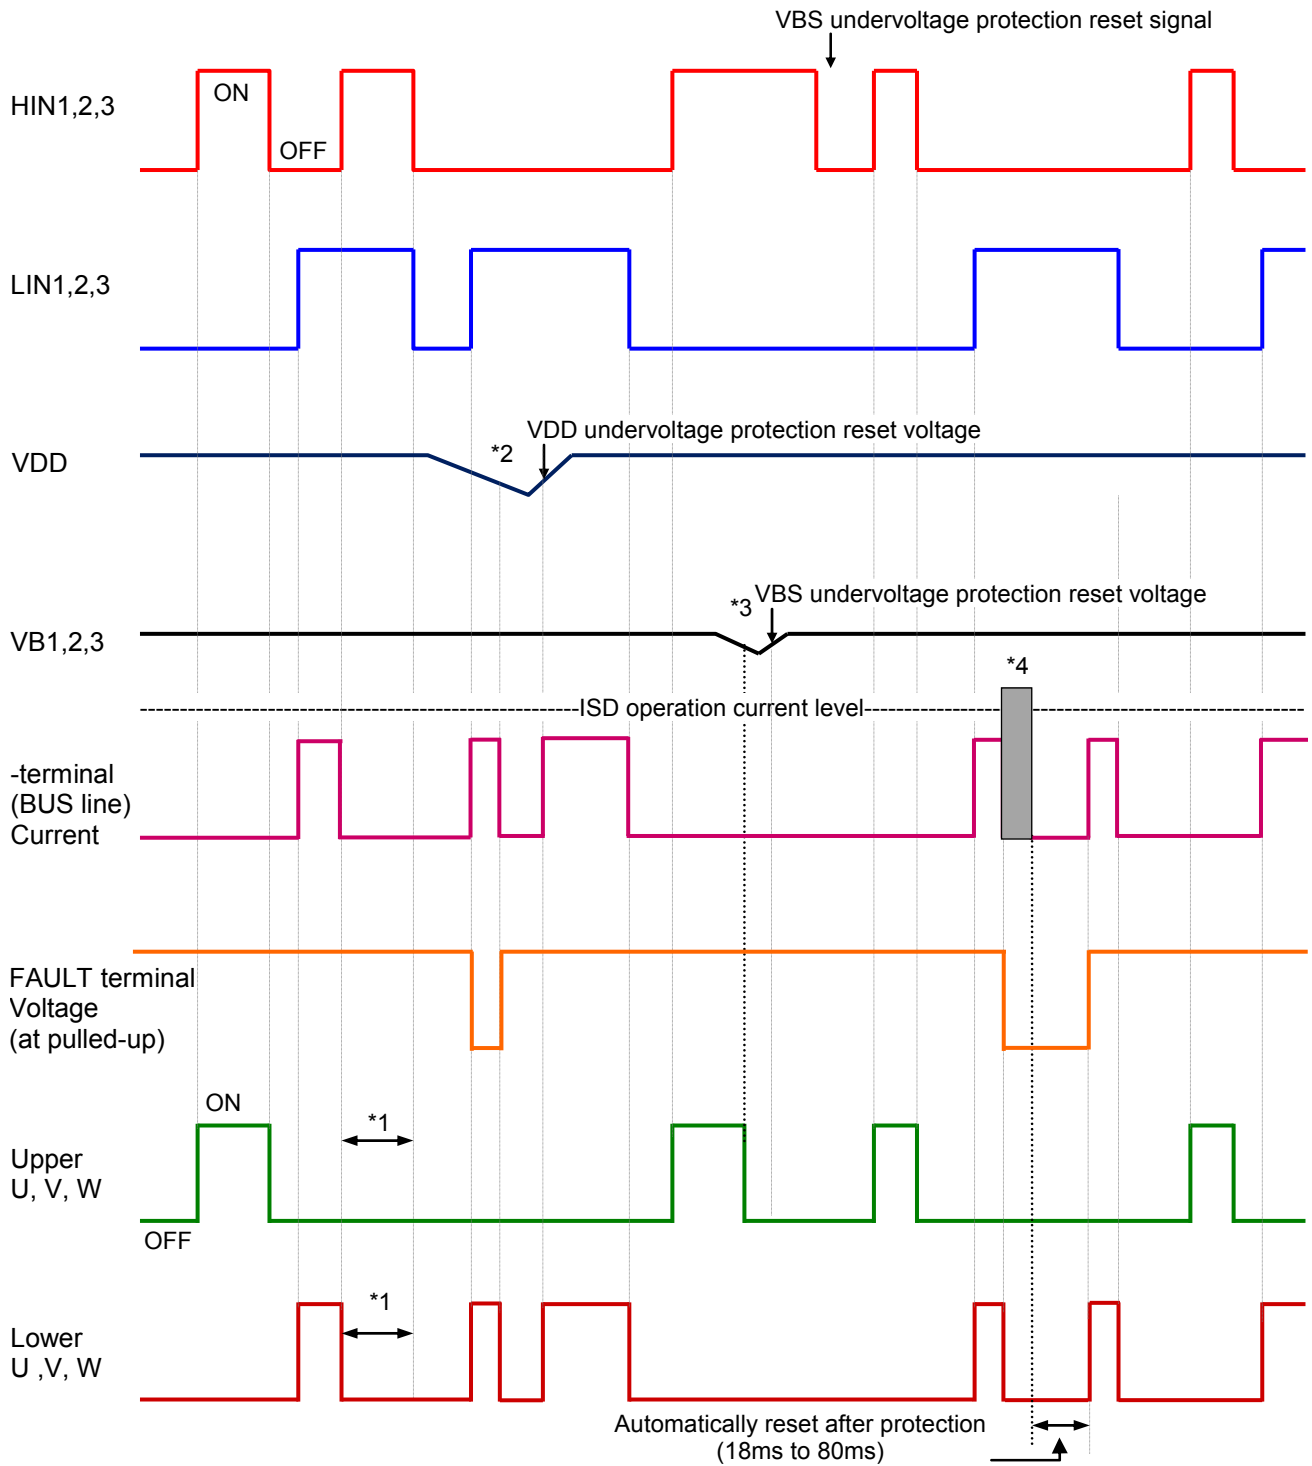 VBS undervoltage protection reset signal
HIN1,2,3
ON
OFF
LIN1,2,3
VDD undervoltage protection reset voltage
*2
VDD
VBS undervoltage protection reset voltage
*3
VB1,2,3
*4
ISD operation current level
-terminal
(BUS line)
Current
FAULT terminal
Voltage
(at pulled-up)
ON
*1
Upper
U, V, W
OFF
*1
Lower
U ,V, W
Automatically reset after protection
(18ms to 80ms)